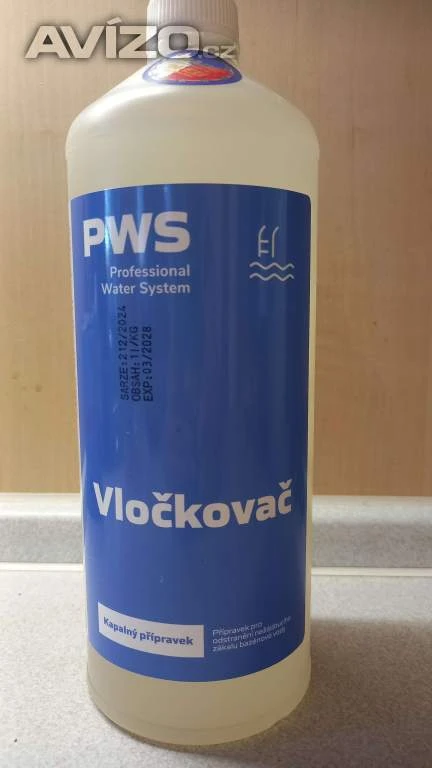 AVÍZO.cz
PWS
Professional
Water System
SARZE:212/2024
OBSAH:1l/KG
EXP:03/2028
Vločkovač
Kapalný přípravek
Přípravek pro
odstranění nežádoucího
zákalu bazénové vody